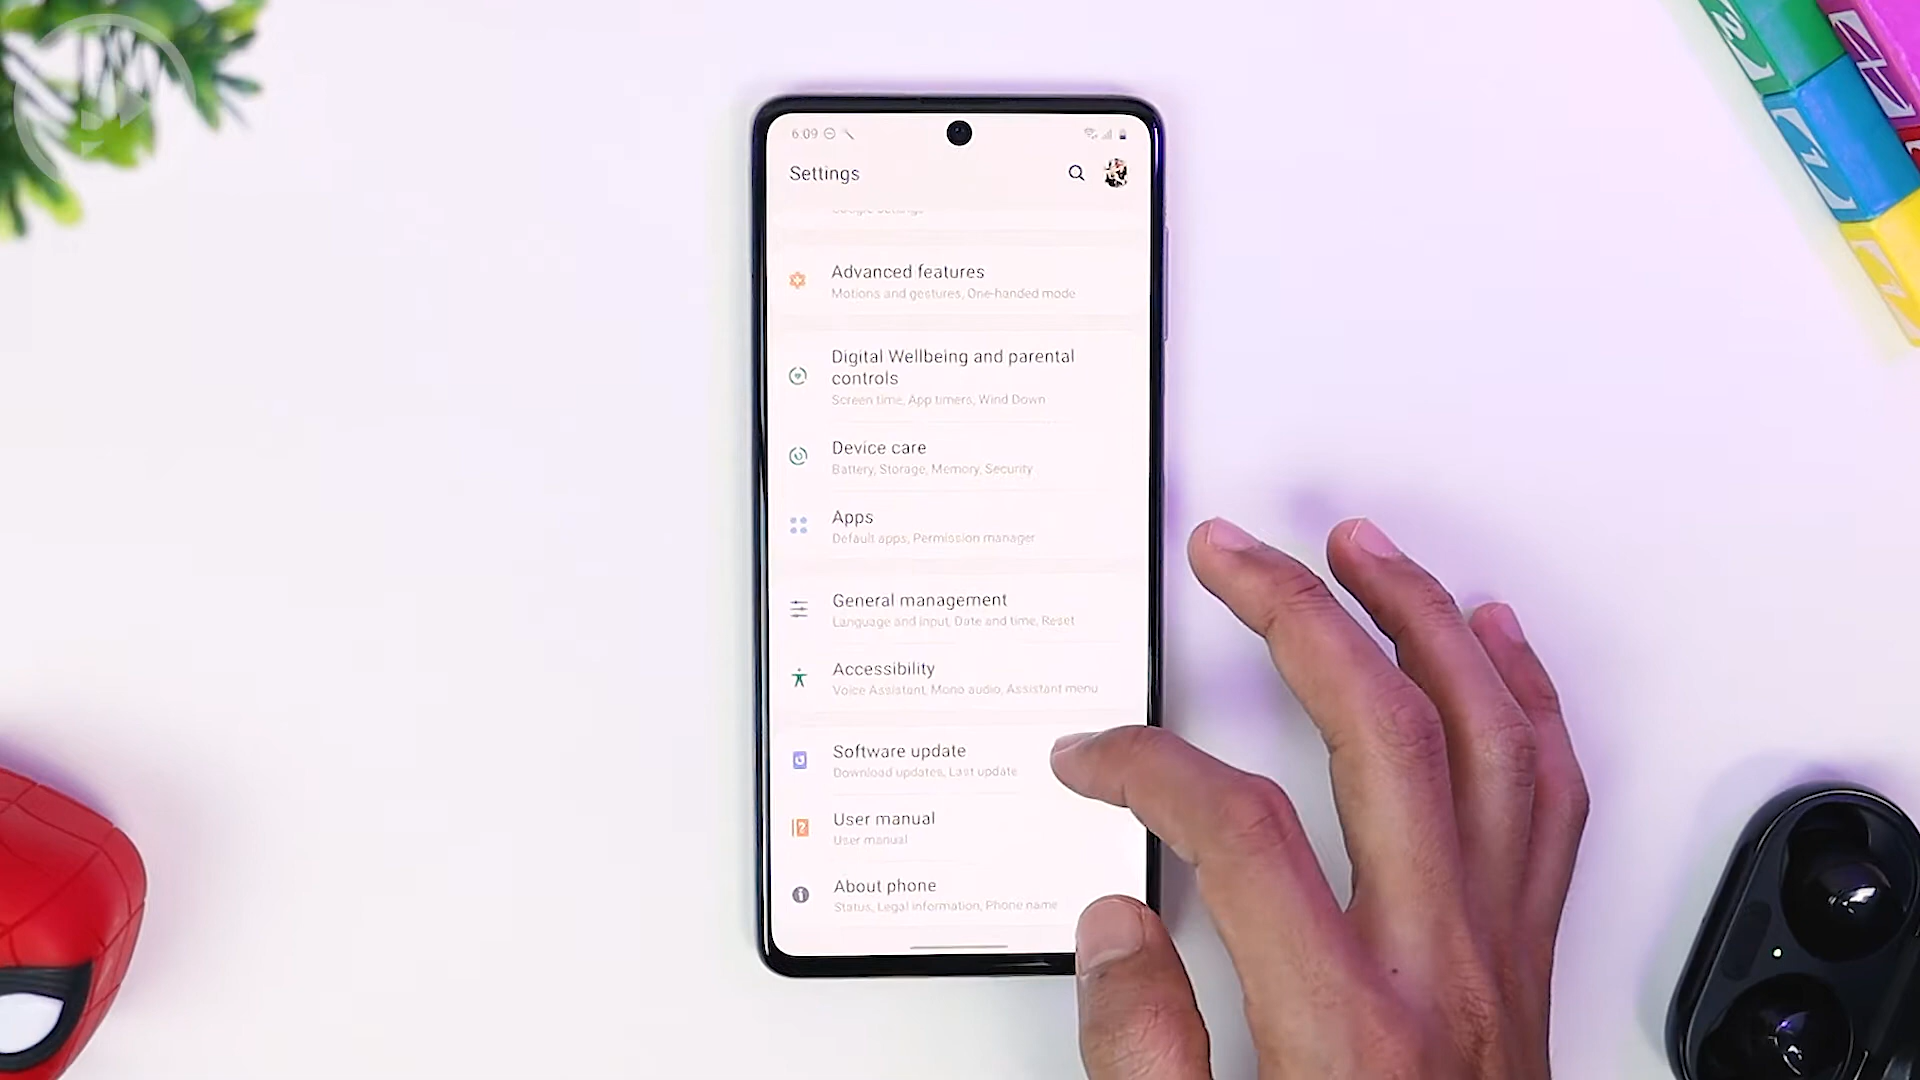 6:09
Settings
Google Settings
Advanced features
Motions and gestures, One-handed mode
Digital Wellbeing and parental
controls
Screen time, App timers, Wind Down
Device care
Battery, Storage, Memory, Security
Apps
Default apps, Permission manager
General management
Language and input, Date and time, Reset
Accessibility
Voice Assistant, Mono audio, Assistant menu
Software update
Download updates, Last update
User manual
User manual
About phone
Status, Legal information, Phone name